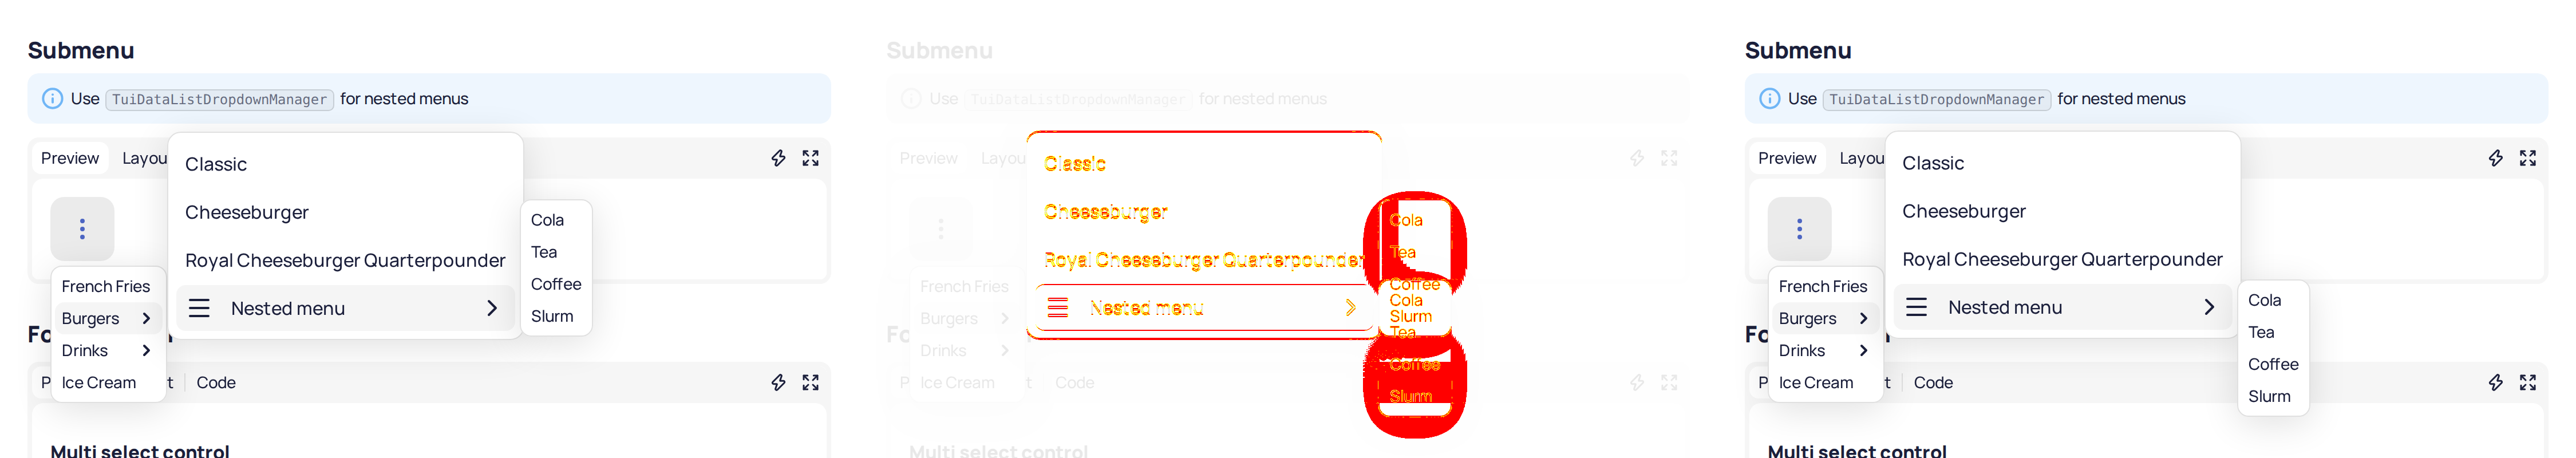 Submenu
Use TuiDataListDropdownManager for nested menus
Preview Layou
Classic
Cheeseburger
Royal Cheeseburger Quarterpounder
Nested menu
Cola
Tea
Coffee
Slurm
French Fries
Burgers
Drinks
Ice Cream
Fo
P t Code
Multi select control
Submenu
Use TuiDataListDropdownManager for nested menus
Preview Layou
Classic
Cheeseburger
Royal Cheeseburger Quarterpounder
Nested menu
Cola
Tea
Coffee
Cola
Slurm
Tea
Coffee
Slurm
French Fries
Burgers
Drinks
Ice Cream
Fo
P t Code
Multi select control
Submenu
Use TuiDataListDropdownManager for nested menus
Preview Layou
Classic
Cheeseburger
Royal Cheeseburger Quarterpounder
Nested menu
Cola
Tea
Coffee
Slurm
French Fries
Burgers
Drinks
Ice Cream
Fo
P t Code
Multi select control